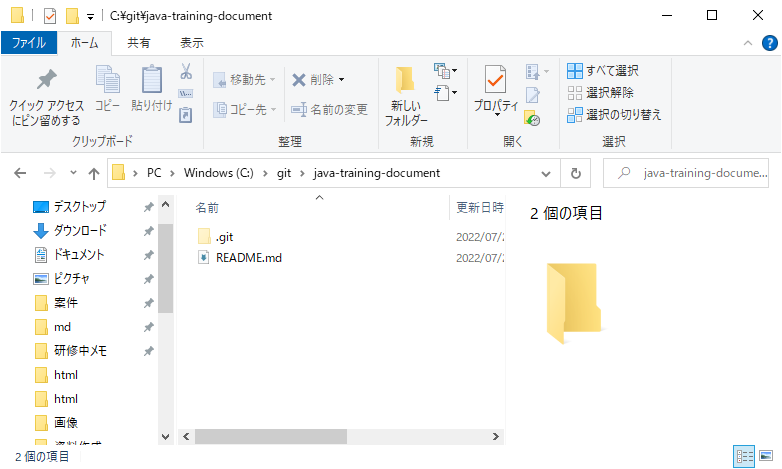 C:¥git¥java-training-document
ファイル ホーム 共有 表示
クイック アクセス
にピン留めする
コピー
貼り付け
クリップボード
移動先
コピー先
削除
名前の変更
整理
新しい
フォルダー
新規
プロパティ
開く
すべて選択
選択解除
選択の切り替え
選択
PC Windows (C:) git java-training-document
java-training-docume...
デスクトップ
ダウンロード
ドキュメント
ピクチャ
案件
md
研修中メモ
html
html
画像
資料作成
名前 更新日時
.git 2022/07/2
README.md 2022/07/2
2 個の項目
2 個の項目